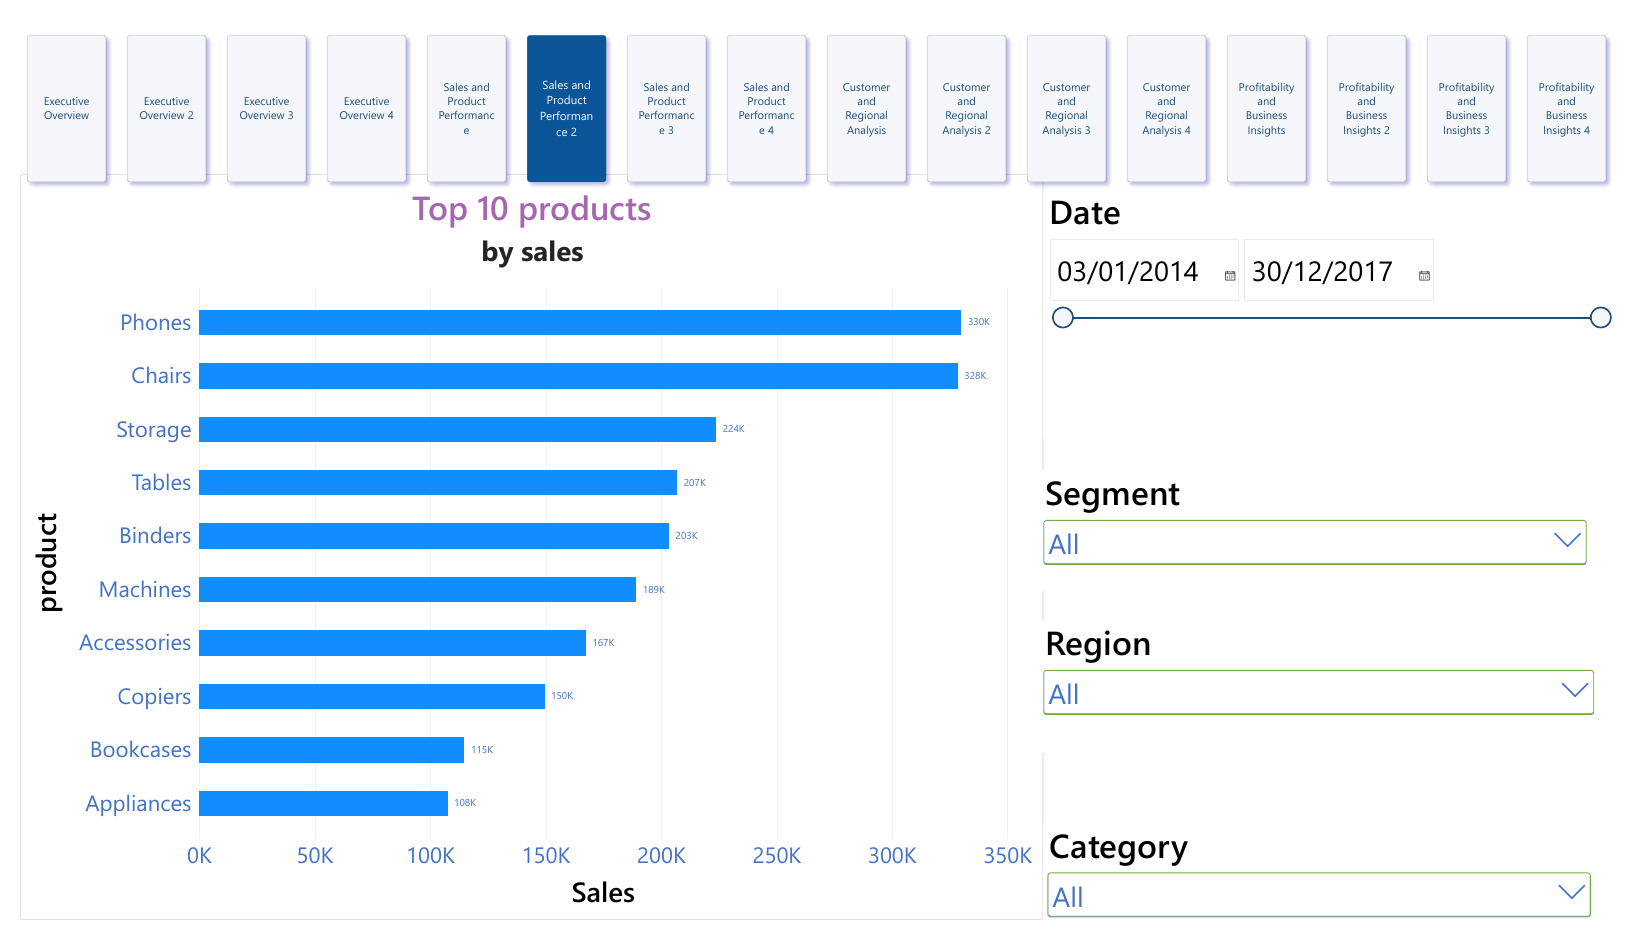 Executive
Overview
Executive
Overview 2
Executive
Overview 3
Executive
Overview 4
Sales and
Product
Performanc
e
Sales and
Product
Performan
ce 2
Sales and
Product
Performanc
e 3
Sales and
Product
Performanc
e 4
Customer
and
Regional
Analysis
Customer
and
Regional
Analysis 2
Customer
and
Regional
Analysis 3
Customer
and
Regional
Analysis 4
Profitability
and
Business
Insights
Profitability
and
Business
Insights 2
Profitability
and
Business
Insights 3
Profitability
and
Business
Insights 4
Top 10 products
by sales
product
Phones 330K
Chairs 328K
Storage 224K
Tables 207K
Binders 203K
Machines 189K
Accessories 167K
Copiers 150K
Bookcases 115K
Appliances 108K
0K 50K 100K 150K 200K 250K 300K 350K
Sales
Date
03/01/2014 30/12/2017
Segment
All
Region
All
Category
All